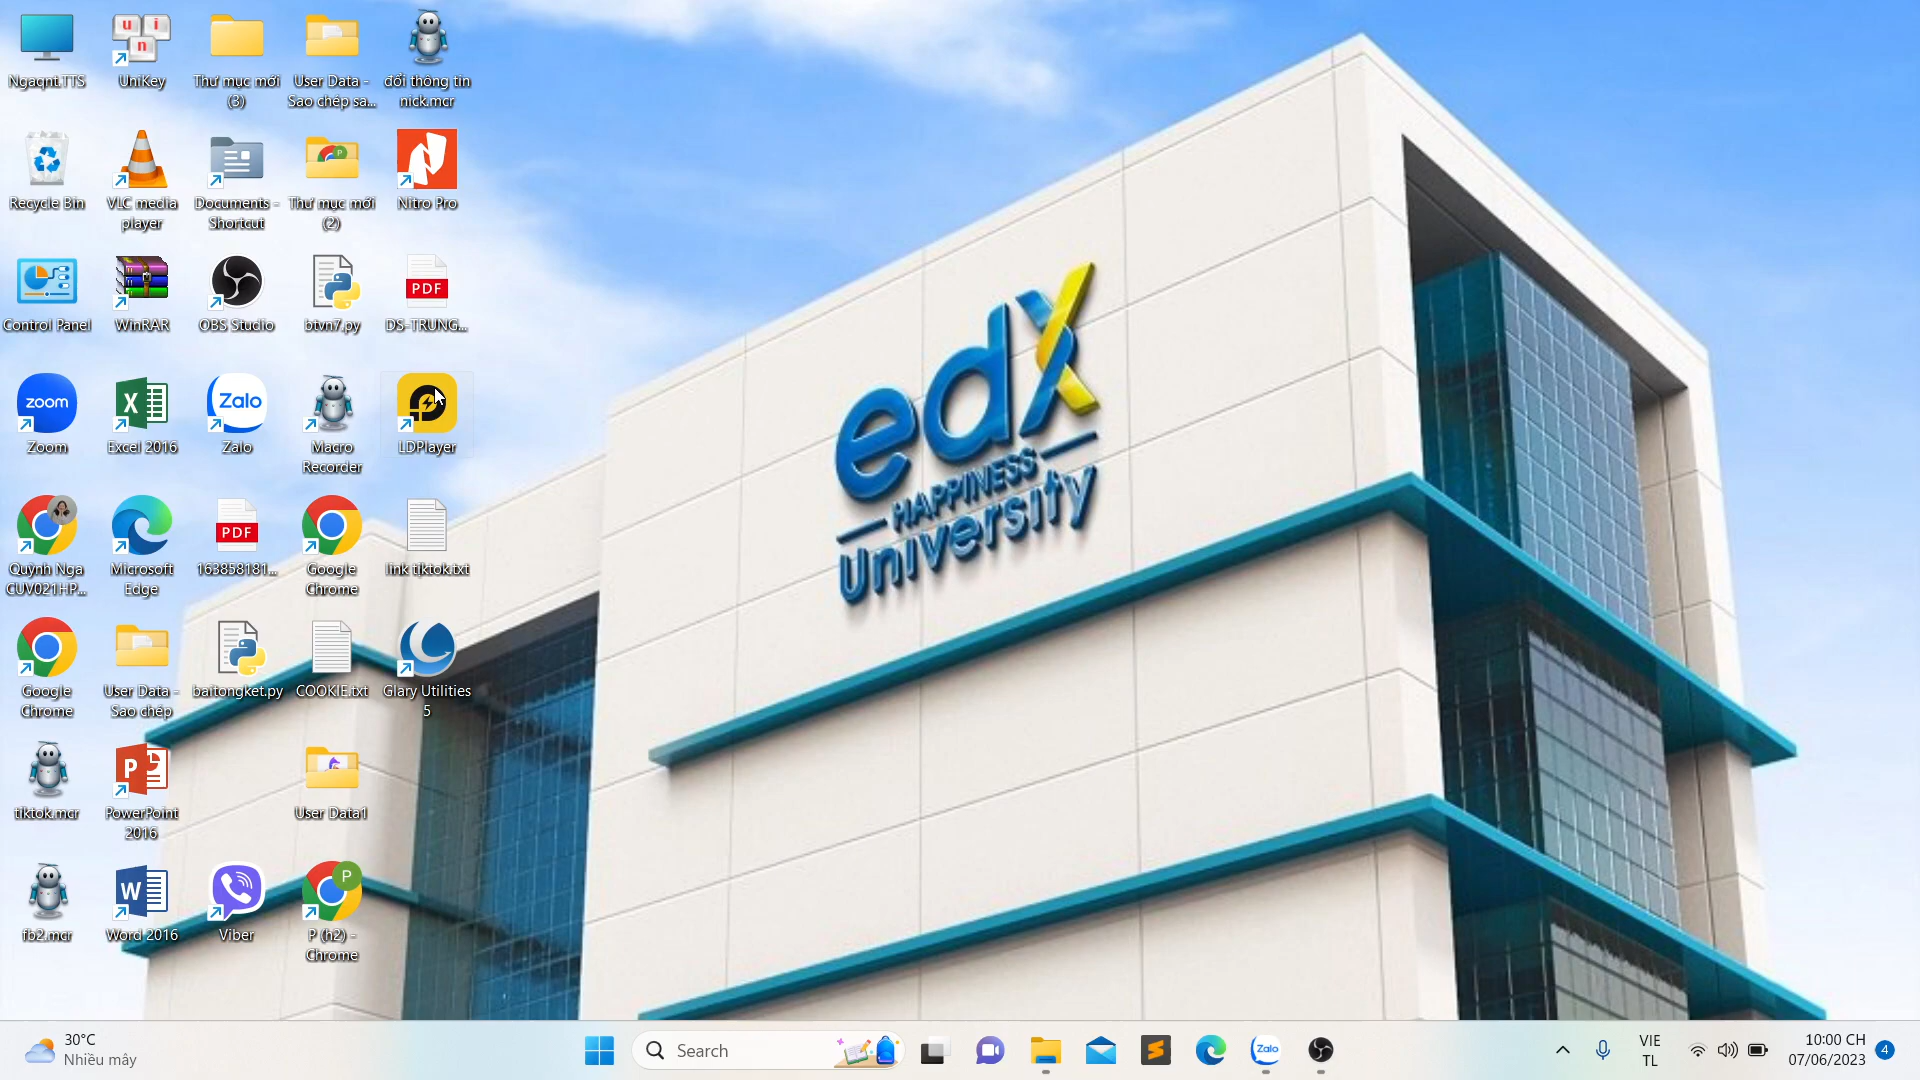 Ngaqnt.TTS
UniKey
Thư mục mới
(3)
User Data -
Sao chép sa...
đổi thông tin
nick.mcr
Recycle Bin
VLC media
player
Documents -
Shortcut
Thư mục mới
(2)
Nitro Pro
Control Panel
WinRAR
OBS Studio
btvn7.py
PDF
DS-TRUNG...
zoom
Zoom
Excel 2016
Zalo
Zalo
Macro
Recorder
LDPlayer
Quỳnh Nga
CUV021HP...
Microsoft
Edge
PDF
163858181...
Google
Chrome
link tiktok.txt
Google
Chrome
User Data -
Sao chép
baitongket.py
COOKIE.txt
Glary Utilities
5
tiktok.mcr
PowerPoint
2016
User Data1
fb2.mcr
Word 2016
Viber
P
P (h2) -
Chrome
edX
HAPPINESS
University
30°C
Nhiều mây
Search
Zalo
VIE
TL
10:00 CH
07/06/2023
4